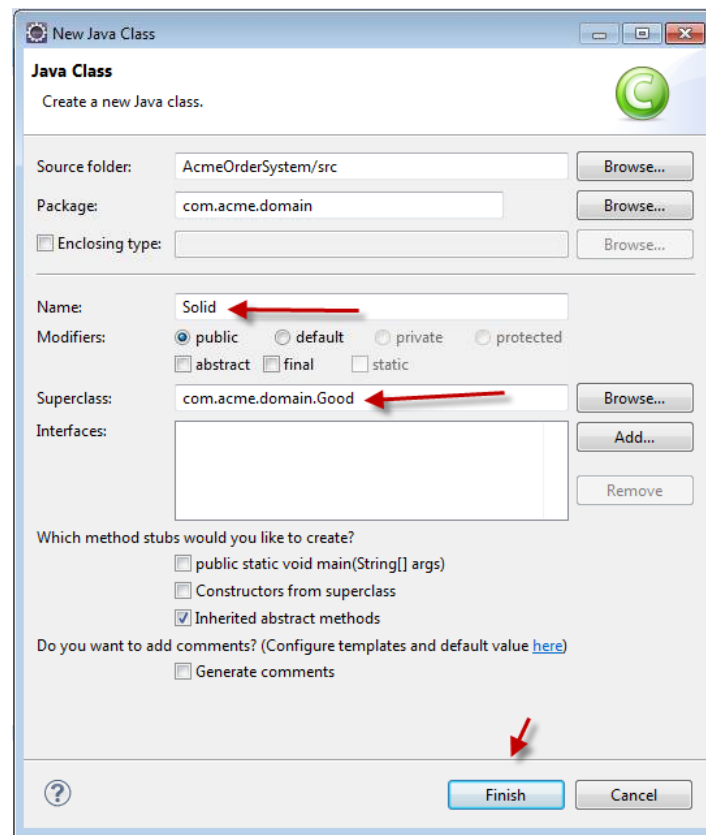 New Java Class
Java Class
Create a new Java class.
C
Source folder: AcmeOrderSystem/src Browse...
Package: com.acme.domain Browse...
Enclosing type: Browse...
Name: Solid
Modifiers: public default private protected
abstract final static
Superclass: com.acme.domain.Good Browse...
Interfaces: Add...
Remove
Which method stubs would you like to create?
public static void main(String[] args)
Constructors from superclass
Inherited abstract methods
Do you want to add comments? (Configure templates and default value here)
Generate comments
? Finish Cancel